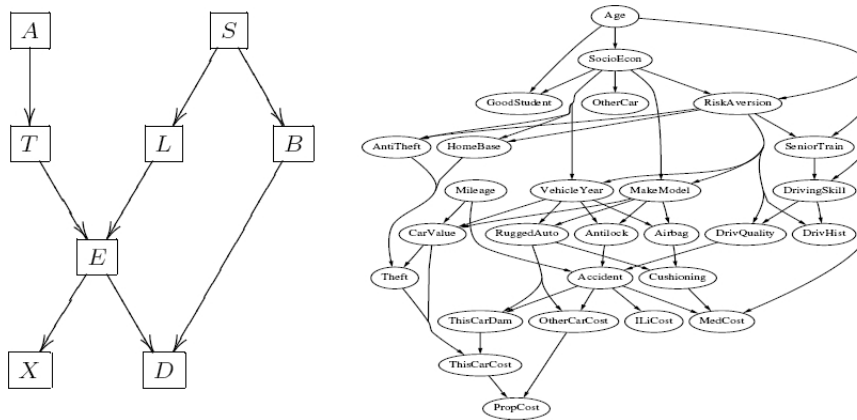 A S
T L B
E
X D
Age
SocioEcon
GoodStudent OtherCar RiskAversion
AntiTheft HomeBase SeniorTrain
Mileage VehicleYear MakeModel DrivingSkill
CarValue RuggedAuto Antilock Airbag DrivQuality DrivHist
Theft Accident Cushioning
ThisCarDam OtherCarCost ILiCost MedCost
ThisCarCost
PropCost